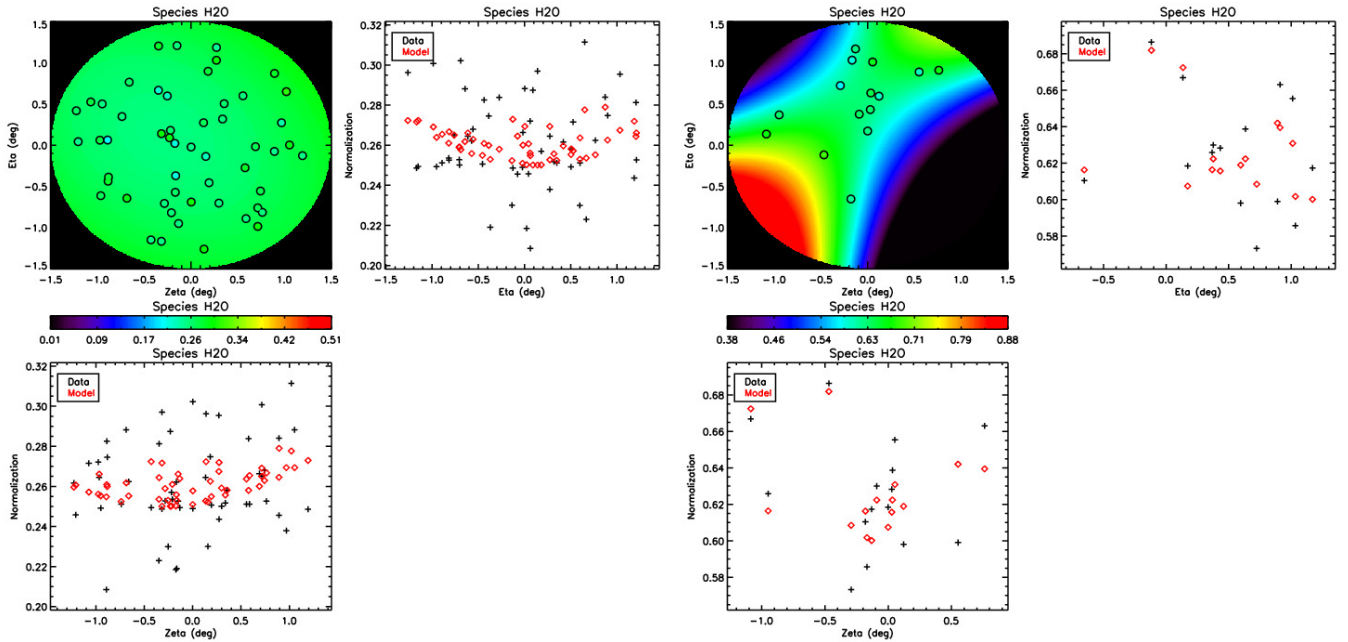 Species H2O
1.5
1.0
0.5
0.0
-0.5
-1.0
-1.5
Eta (deg)
-1.5 -1.0 -0.5 0.0 0.5 1.0 1.5
Zeta (deg)
Species H2O
0.32
0.30
0.28
0.26
0.24
0.22
0.20
Normalization
Data
Model
-1.0 -0.5 0.0 0.5 1.0
Eta (deg)
Species H2O
1.5
1.0
0.5
0.0
-0.5
-1.0
-1.5
Eta (deg)
-1.5 -1.0 -0.5 0.0 0.5 1.0 1.5
Zeta (deg)
Species H2O
0.68
0.66
0.64
0.62
0.60
0.58
Normalization
Data
Model
-0.5 0.0 0.5 1.0
Eta (deg)
Species H2O
0.01 0.09 0.17 0.26 0.34 0.42 0.51
Species H2O
0.32
0.30
0.28
0.26
0.24
0.22
0.20
Normalization
Data
Model
-1.0 -0.5 0.0 0.5 1.0
Zeta (deg)
Species H2O
0.38 0.46 0.54 0.63 0.71 0.79 0.88
Species H2O
0.68
0.66
0.64
0.62
0.60
0.58
Normalization
Data
Model
-1.0 -0.5 0.0 0.5
Zeta (deg)